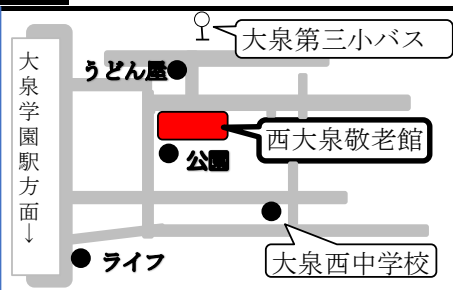 大泉第三小バス
うどん屋
大泉学園駅方面↓
西大泉敬老館
公園
大泉西中学校
ライフ